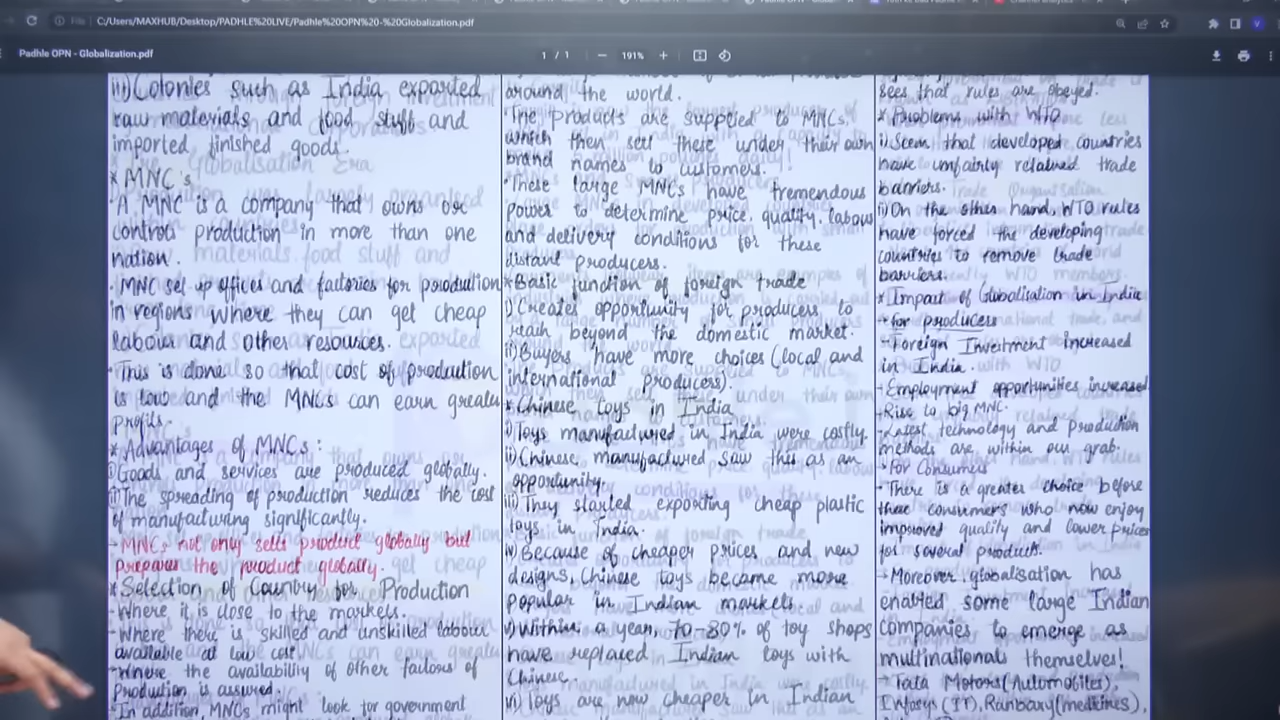 File
C:/Users/MAXHUB/Desktop/PADHLE%20LIVE/Padhle%20OPN%20-%20Globalization.pdf
Padhle OPN - Globalization.pdf
1 / 1
191%
iii) Colonies such as India exported
raw materials and food stuff and
imported finished goods.
* MNC's
A MNC is a company that owns or
controls production in more than one
nation.
· MNC set up offices and factories for production
in regions where they can get cheap
labour and other resources.
· This is done so that cost of production
is low and the MNCs can earn greater
profits.
* Advantages of MNCs :
i) Goods and services are produced globally.
ii) The spreading of production reduces the cost
of manufacturing significantly.
→ MNCs not only sells product globally but
prepares the product globally.
* Selection of Country for Production
- Where it is close to the markets.
- Where there is skilled and unskilled labour
available at low cost.
- Where the availability of other factors of
Production is assured.
· In addition, MNCs might look for government
around the world.
· The products are supplied to MNCs,
which then sell these under their own
brand names to customers.
· These large MNCs have tremendous
power to determine price, quality, labour
and delivery conditions for these
distant producers.
* Basic function of foreign trade
i) Creates opportunity for producers to
reach beyond the domestic market.
ii) Buyers have more choices (local and
international producers).
* Chinese toys in India
i) Toys manufactured in India were costly.
ii) Chinese manufactured saw this as an
opportunity.
iii) They started exporting cheap plastic
toys in India.
iv) Because of cheaper prices and new
designs, Chinese toys became more
popular in Indian markets
v) Within a year, 70-80% of toy shops
have replaced Indian toys with
Chinese.
vi) Toys are now cheaper in Indian
sees that rules are obeyed.
* Problems with WTO
i) Seem that developed countries
have unfairly retained trade
barriers.
ii) On the other hand, WTO rules
have forced the developing
countries to remove trade
barriers.
* Impact of Globalisation in India
→ for producers
- Foreign Investment increased
in India.
- Employment opportunities increased
- Rise to big MNC.
- Latest technology and production
methods are within our grab.
→ For Consumers
→ There is a greater choice before
these consumers who now enjoy
improved quality and lower prices
for several products.
→ Moreover, globalisation has
enabled some large Indian
companies to emerge as
multinationals themselves!
→ Tata Motors (Automobiles),
Infosys (IT), Ranbaxy (medicines),